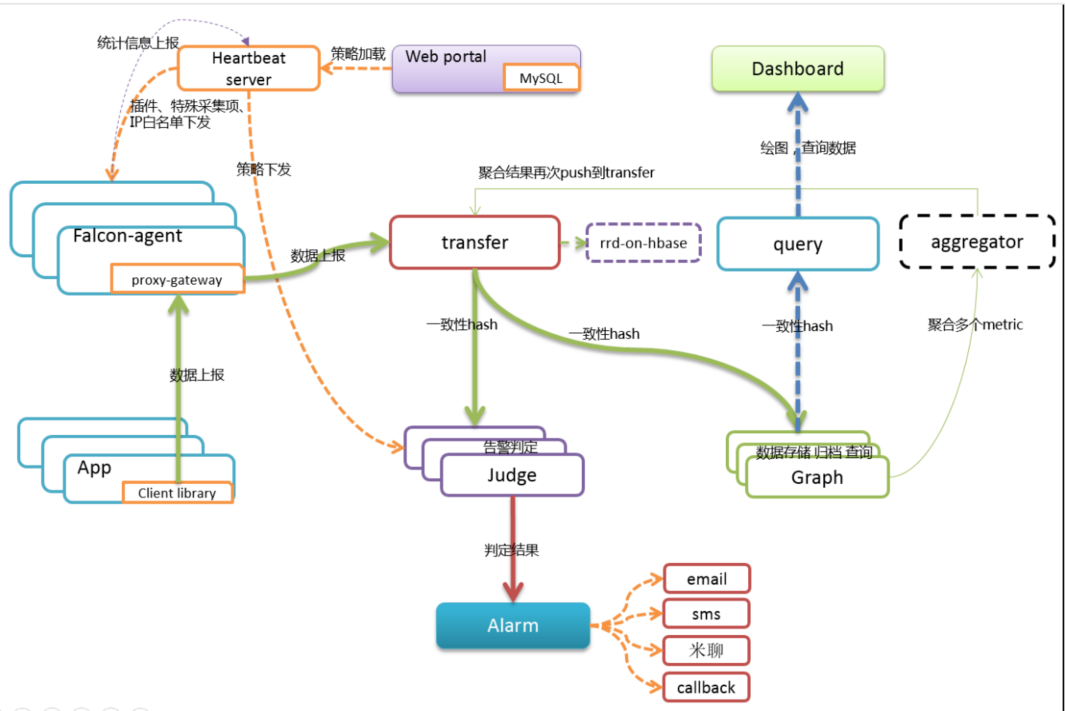 统计信息上报
Heartbeat
server
策略加载
Web portal
MySQL
Dashboard
插件、特殊采集项、
IP白名单下发
策略下发
绘图，查询数据
聚合结果再次push到transfer
Falcon-agent
proxy-gateway
数据上报
transfer
rrd-on-hbase
query
aggregator
一致性hash
一致性hash
一致性hash
聚合多个metric
数据上报
App
Client library
告警判定
Judge
数据存储 归档 查询
Graph
判定结果
Alarm
email
sms
米聊
callback